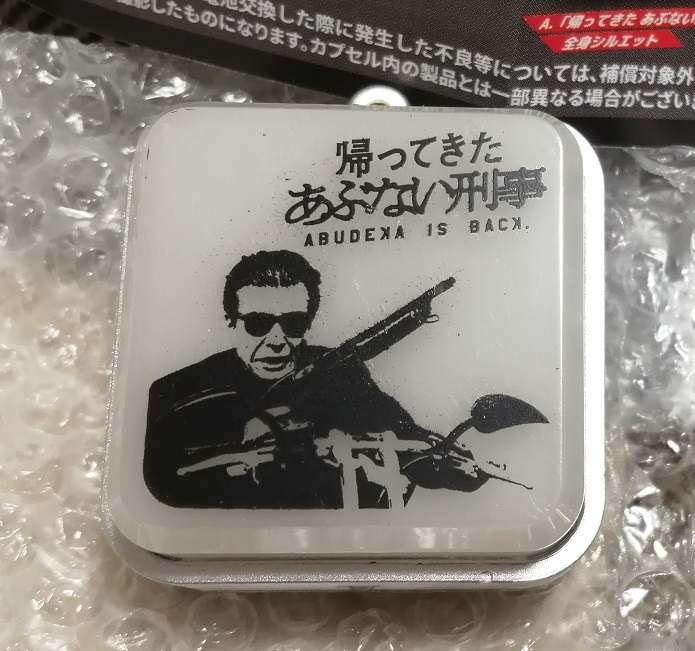 電池交換した際に発生した不良等については、補償対象外
撮影したものになります。カプセル内の製品とは一部異なる場合がござい
A.「帰ってきた あぶない
全身シルエット
帰ってきた
あぶない刑事
ABUDEKA IS BACK.